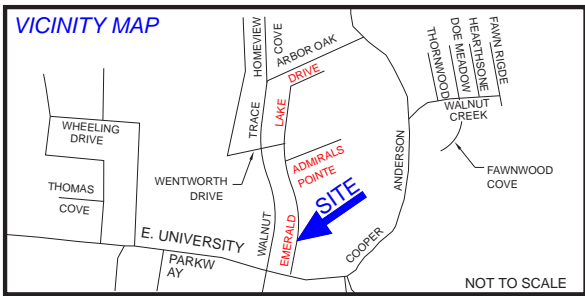 VICINITY MAP
HOMEVIEW
COVE
ARBOR OAK
DRIVE
LAKE
TRACE
FAWN RIGDE
HEARTHSONE
DOE MEADOW
THORNWOOD
WALNUT
CREEK
WHEELING
DRIVE
ADMIRALS
POINTE
ANDERSON
FAWNWOOD
COVE
WENTWORTH
DRIVE
THOMAS
COVE
SITE
EMERALD
WALNUT
E. UNIVERSITY
PARKW
AY
COOPER
NOT TO SCALE